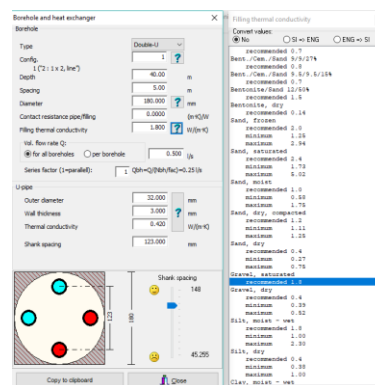 Borehole and heat exchanger
Borehole
Type Double-U
Config. 1 ?
1 ("2 : 1 x 2, line")
Depth 40.00 m
Spacing 5.00 m
Diameter 180.000 ? mm
Contact resistance pipe/filling 0.0000 (m·K)/W
Filling thermal conductivity 1.800 ? W/(m·K)
Vol. flow rate Q:
for all boreholes per borehole 0.500 l/s
Series factor (1=parallel): 1 Qbh=Q/(Nbh/fac)=0.25 l/s
U-pipe
Outer diameter 32.000 mm
Wall thickness 3.000 ? mm
Thermal conductivity 0.420 W/(m·K)
Shank spacing 123.000 mm
Shank spacing
148
123
180
45.255
Copy to clipboard
Close
Filling thermal conductivity
Convert values:
No SI => ENG ENG => SI
recommended 0.7
Bent./Cem./Sand 9/9/27%
recommended 0.8
Bent./Cem./Sand 9.5/9.5/15%
recommended 0.7
Bentonite/Sand 12/50%
recommended 1.5
Bentonite, dry
recommended 0.14
Sand, frozen
recommended 2.0
Minimum 1.25
Maximum 2.94
Sand, saturated
recommended 2.4
Minimum 1.73
Maximum 5.02
Sand, moist
recommended 1.0
Minimum 0.58
Maximum 1.75
Sand, dry, compacted
recommended 1.2
Minimum 1.11
Maximum 1.25
Sand, dry
recommended 0.4
Minimum 0.27
Maximum 0.75
Gravel, saturated
recommended 1.8
Gravel, dry
recommended 0.4
Minimum 0.39
Maximum 0.52
Silt, moist - wet
recommended 1.8
Minimum 1.00
Maximum 2.30
Silt, dry
recommended 0.4
Minimum 0.38
Maximum 1.00
Clay, moist - wet